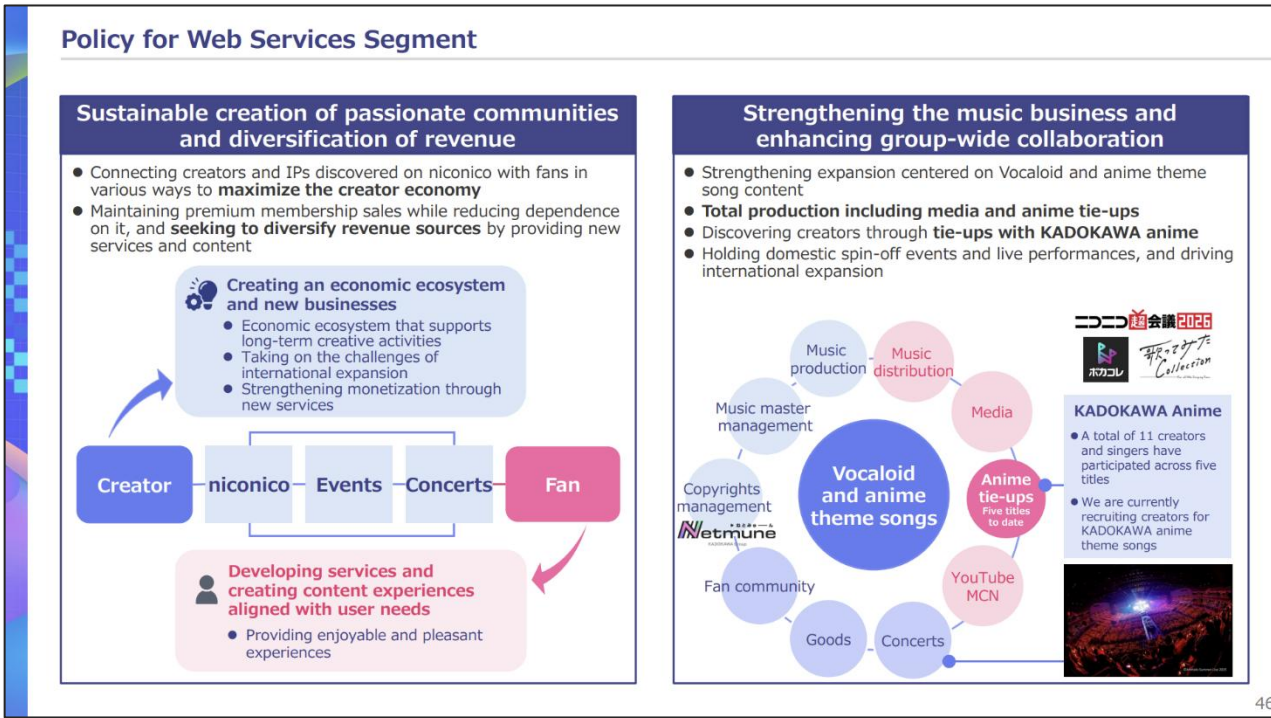 Policy for Web Services Segment
Sustainable creation of passionate communities
and diversification of revenue
● Connecting creators and IPs discovered on niconico with fans in
various ways to maximize the creator economy
● Maintaining premium membership sales while reducing dependence
on it, and seeking to diversify revenue sources by providing new
services and content
Creating an economic ecosystem
and new businesses
● Economic ecosystem that supports
long-term creative activities
● Taking on the challenges of
international expansion
● Strengthening monetization through
new services
Creator
niconico
Events
Concerts
Fan
Developing services and
creating content experiences
aligned with user needs
● Providing enjoyable and pleasant
experiences
Strengthening the music business and
enhancing group-wide collaboration
● Strengthening expansion centered on Vocaloid and anime theme
song content
● Total production including media and anime tie-ups
● Discovering creators through tie-ups with KADOKAWA anime
● Holding domestic spin-off events and live performances, and driving
international expansion
Music
production
Music
distribution
Media
Anime
tie-ups
Five titles
to date
YouTube
MCN
Concerts
Goods
Fan community
Copyrights
management
Netmune
Music master
management
Vocaloid
and anime
theme songs
ニコニコ超会議2026
ボカコレ
歌ってみた
Collection
KADOKAWA Anime
● A total of 11 creators
and singers have
participated across five
titles
● We are currently
recruiting creators for
KADOKAWA anime
theme songs
46